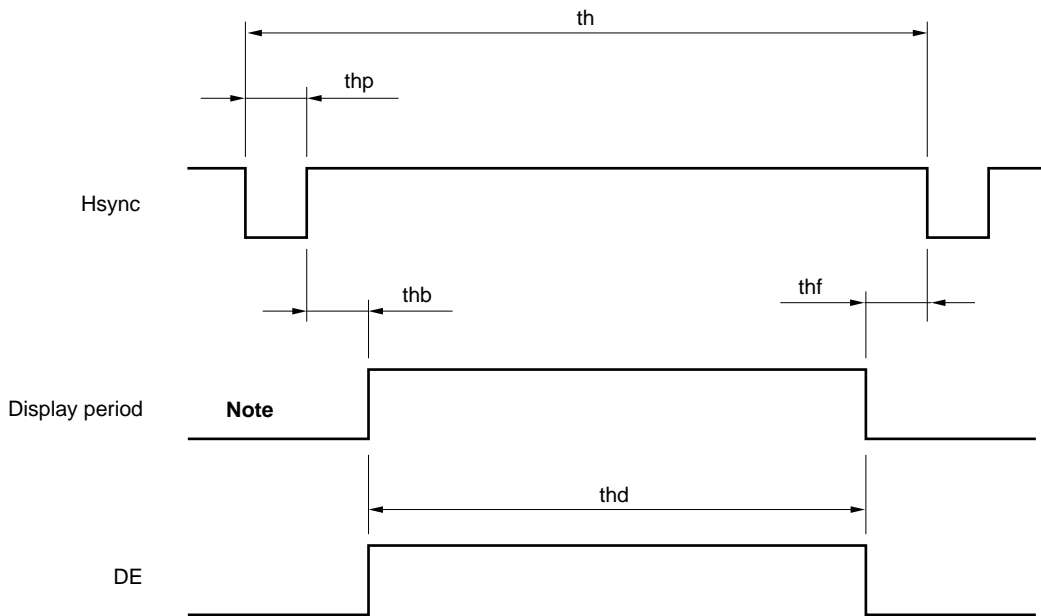 th
thp
Hsync
thb
thf
Display period
Note
thd
DE